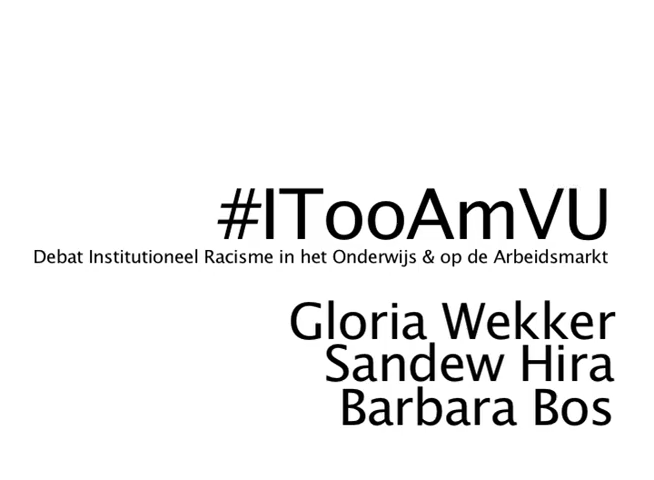 #ITooAmVU
Debat Institutioneel Racisme in het Onderwijs & op de Arbeidsmarkt
Gloria Wekker
Sandew Hira
Barbara Bos